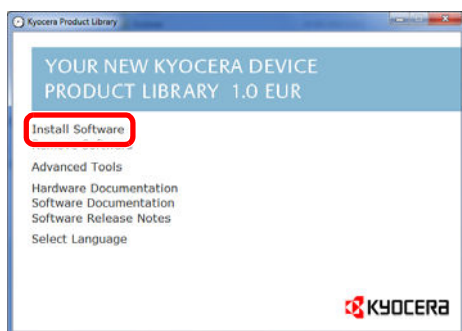 Kyocera Product Library
YOUR NEW KYOCERA DEVICE
PRODUCT LIBRARY 1.0 EUR
Install Software
Advanced Tools
Hardware Documentation
Software Documentation
Software Release Notes
Select Language
KYOCERa